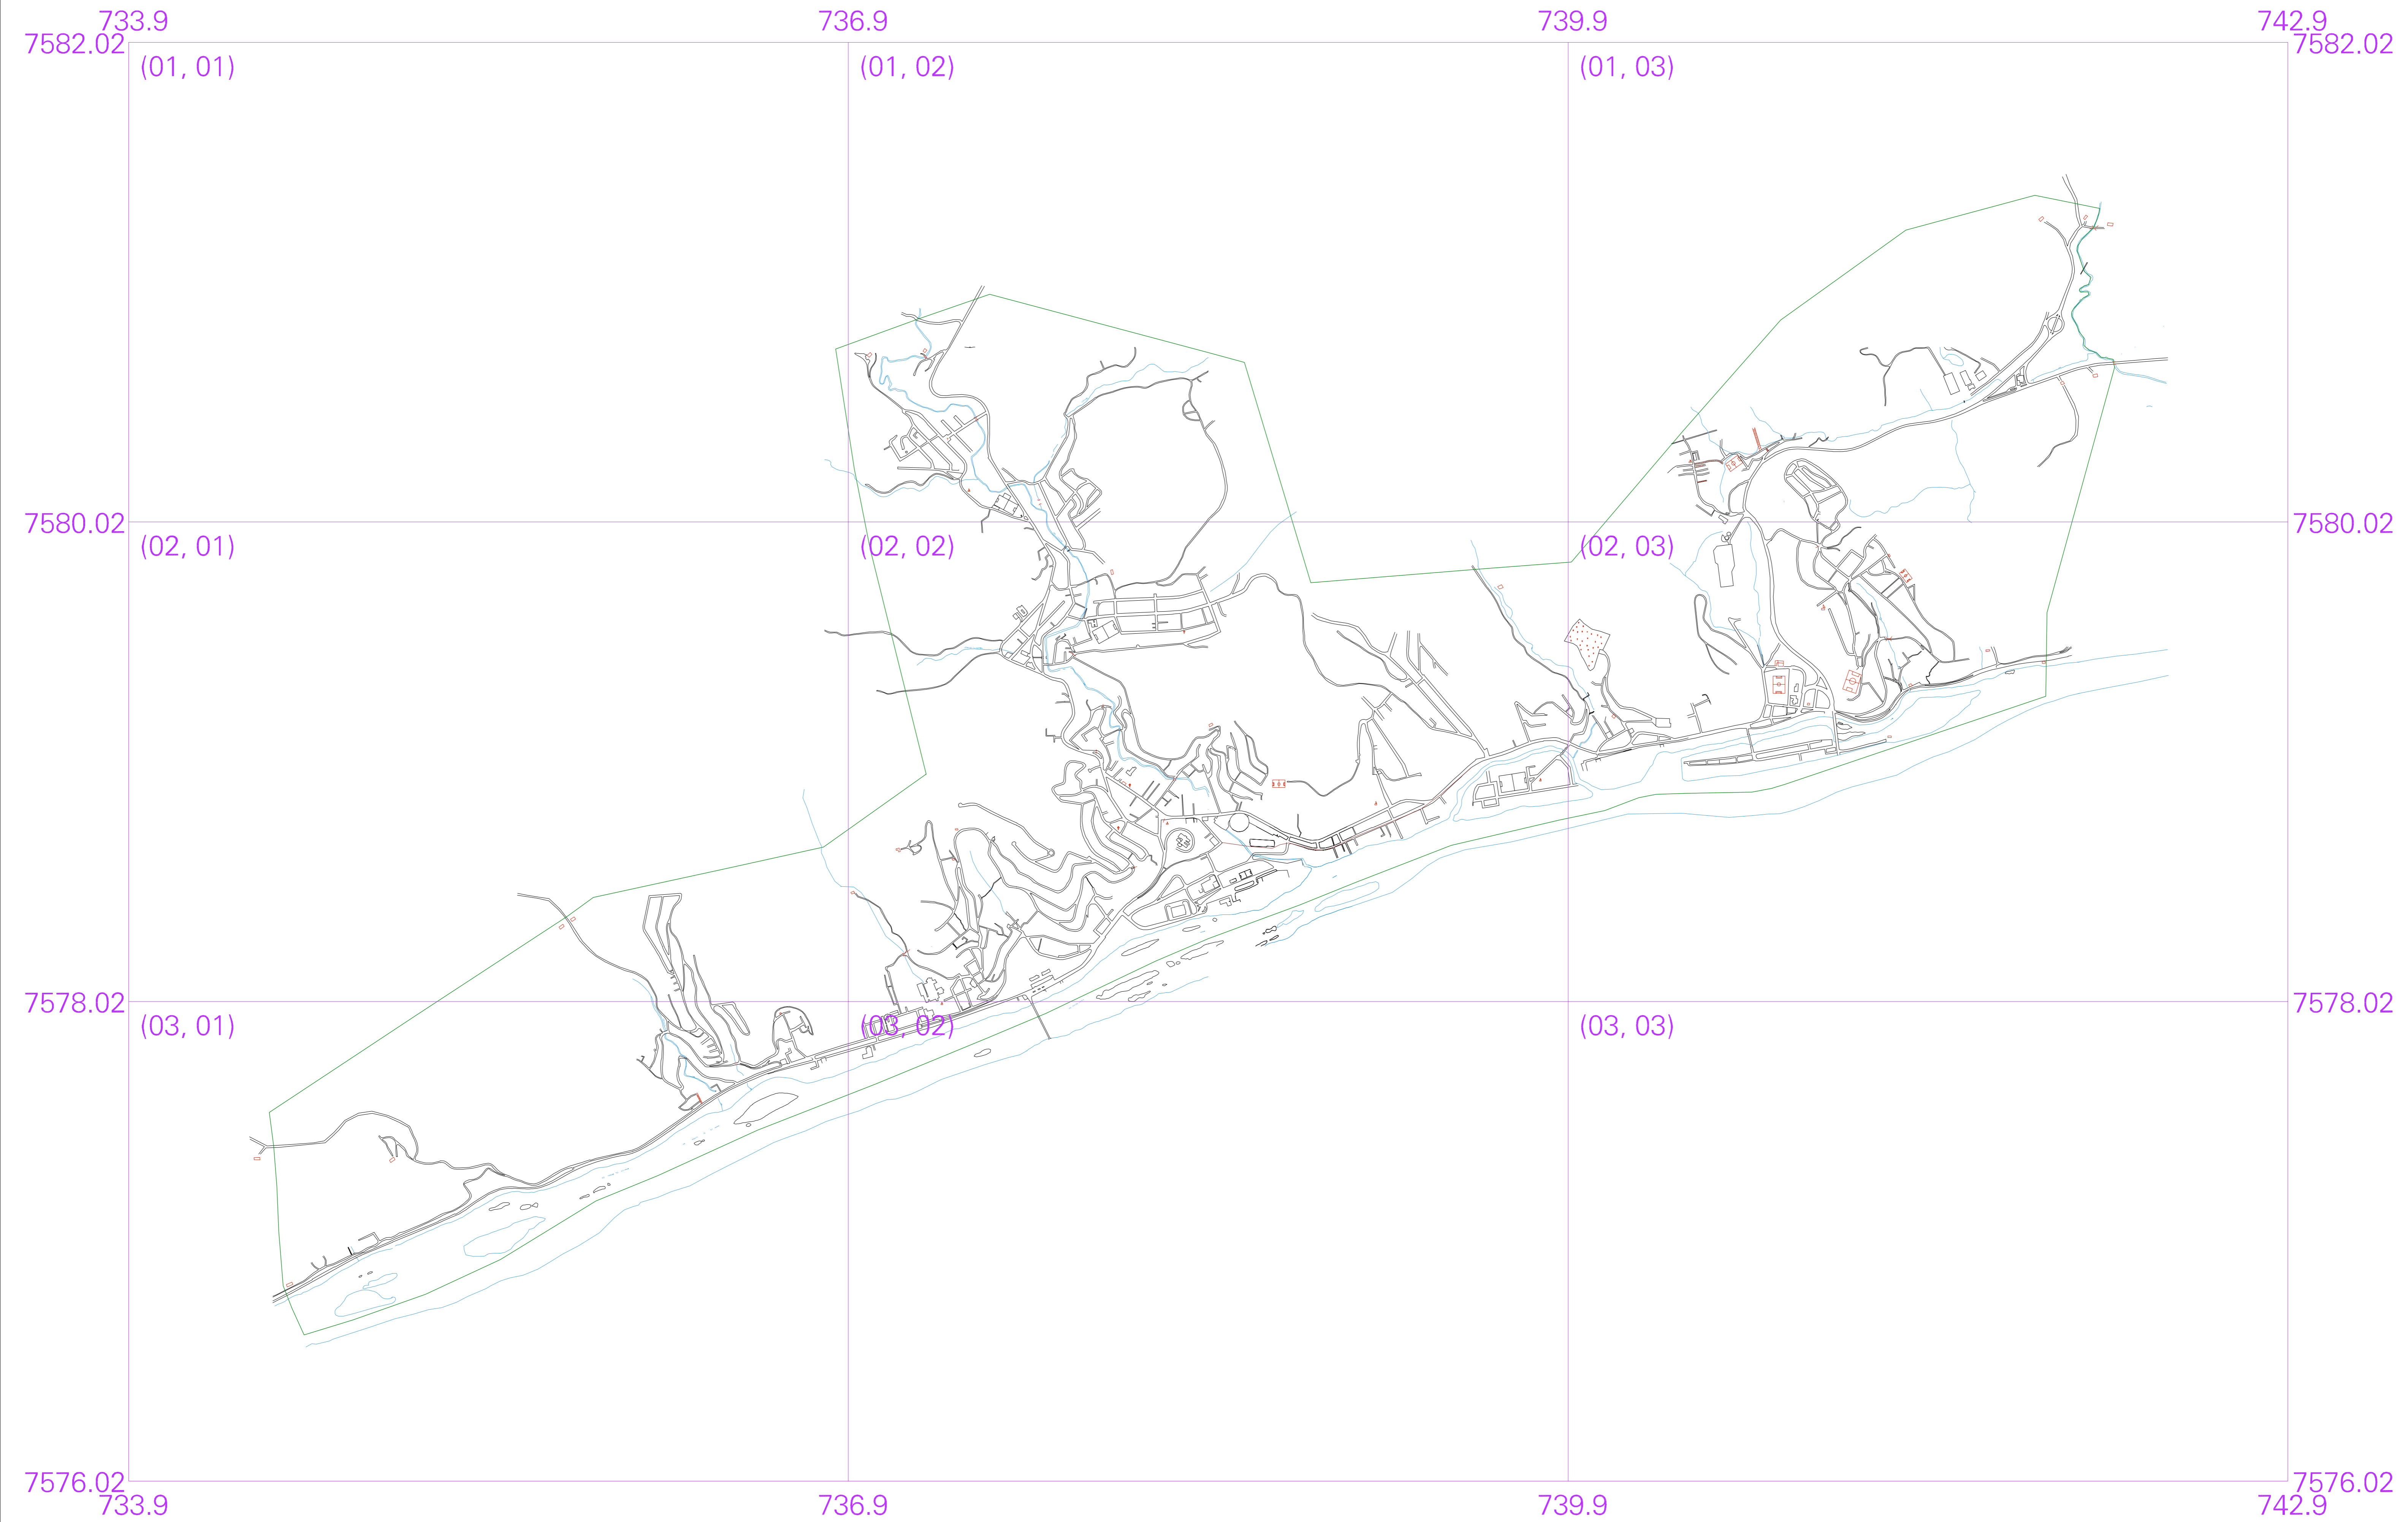 733.9 736.9 739.9 742.9
7582.02 7582.02
(01, 01) (01, 02) (01, 03)
7580.02 7580.02
(02, 01) (02, 02) (02, 03)
7578.02 7578.02
(03, 01) (03, 02) (03, 03)
7576.02 7576.02
733.9 736.9 739.9 742.9